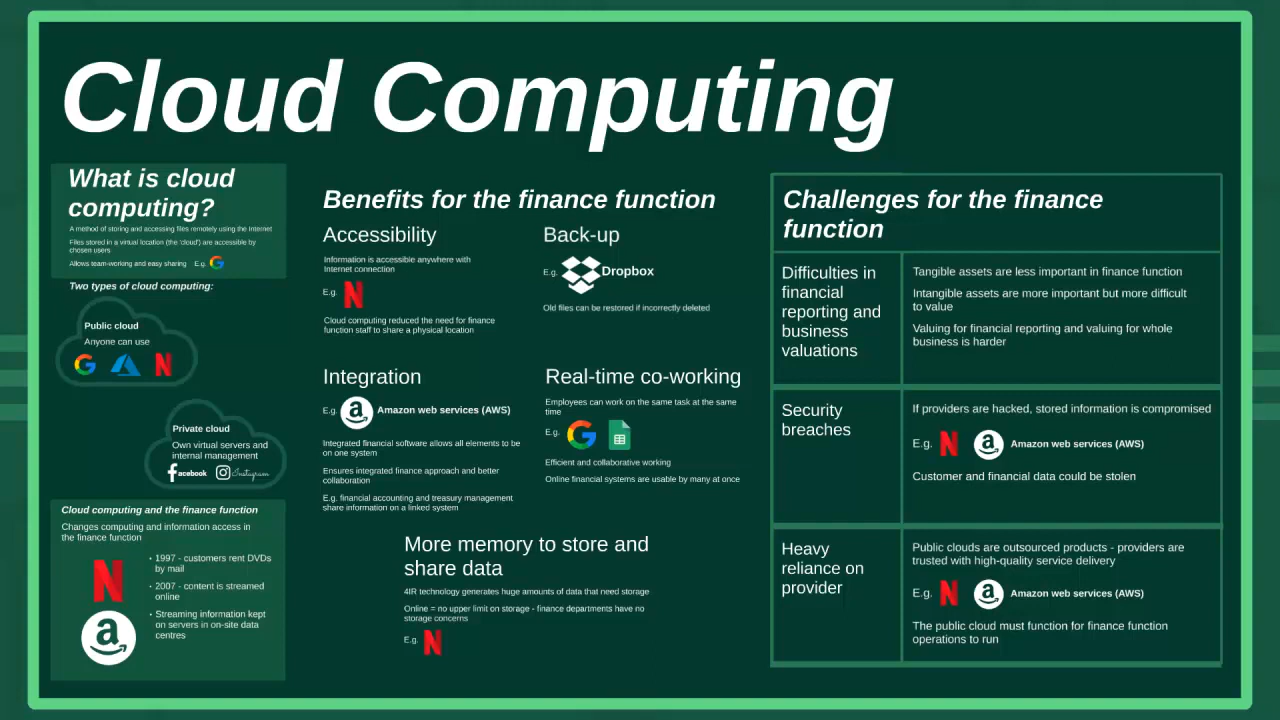 Cloud Computing
What is cloud
computing?
A method of storing and accessing files remotely using the Internet
Files stored in a virtual location (the 'cloud') are accessible by
chosen users
Allows team-working and easy sharing E.g.
Two types of cloud computing:
Public cloud
Anyone can use
Private cloud
Own virtual servers and
internal management
facebook Instagram
Cloud computing and the finance function
Changes computing and information access in
the finance function
• 1997 - customers rent DVDs
by mail
• 2007 - content is streamed
online
• Streaming information kept
on servers in on-site data
centres
Benefits for the finance function
Accessibility
Information is accessible anywhere with
Internet connection
E.g.
Cloud computing reduced the need for finance
function staff to share a physical location
Back-up
E.g. Dropbox
Old files can be restored if incorrectly deleted
Integration
E.g. a Amazon web services (AWS)
Integrated financial software allows all elements to be
on one system
Ensures integrated finance approach and better
collaboration
E.g. financial accounting and treasury management
share information on a linked system
Real-time co-working
Employees can work on the same task at the same
time
E.g.
Efficient and collaborative working
Online financial systems are usable by many at once
More memory to store and
share data
4IR technology generates huge amounts of data that need storage
Online = no upper limit on storage - finance departments have no
storage concerns
E.g.
Challenges for the finance
function
Difficulties in
financial
reporting and
business
valuations
Tangible assets are less important in finance function
Intangible assets are more important but more difficult
to value
Valuing for financial reporting and valuing for whole
business is harder
Security
breaches
If providers are hacked, stored information is compromised
E.g. N a Amazon web services (AWS)
Customer and financial data could be stolen
Heavy
reliance on
provider
Public clouds are outsourced products - providers are
trusted with high-quality service delivery
E.g. N a Amazon web services (AWS)
The public cloud must function for finance function
operations to run